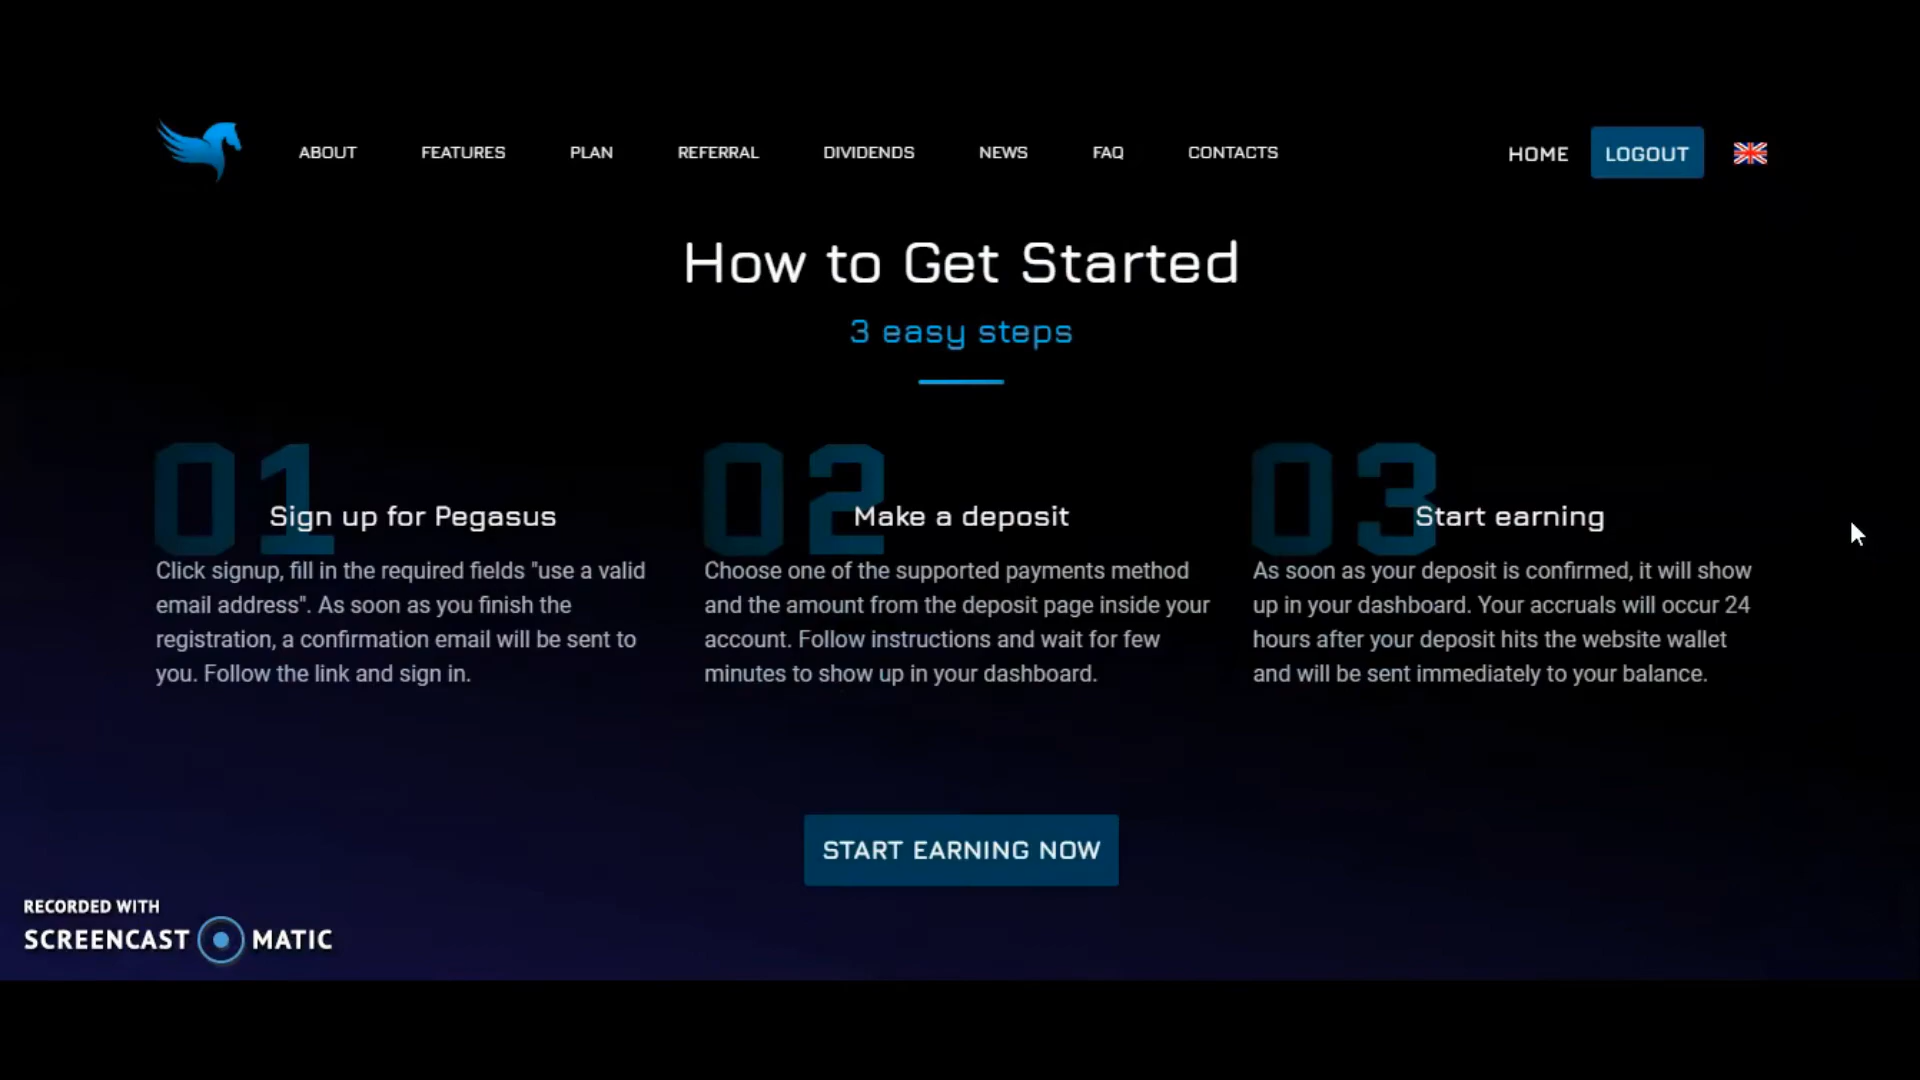 ABOUT FEATURES PLAN REFERRAL DIVIDENDS NEWS FAQ CONTACTS HOME LOGOUT
How to Get Started
3 easy steps
01
Sign up for Pegasus
Click signup, fill in the required fields "use a valid
email address". As soon as you finish the
registration, a confirmation email will be sent to
you. Follow the link and sign in.
02
Make a deposit
Choose one of the supported payments method
and the amount from the deposit page inside your
account. Follow instructions and wait for few
minutes to show up in your dashboard.
03
Start earning
As soon as your deposit is confirmed, it will show
up in your dashboard. Your accruals will occur 24
hours after your deposit hits the website wallet
and will be sent immediately to your balance.
START EARNING NOW
RECORDED WITH
SCREENCAST MATIC